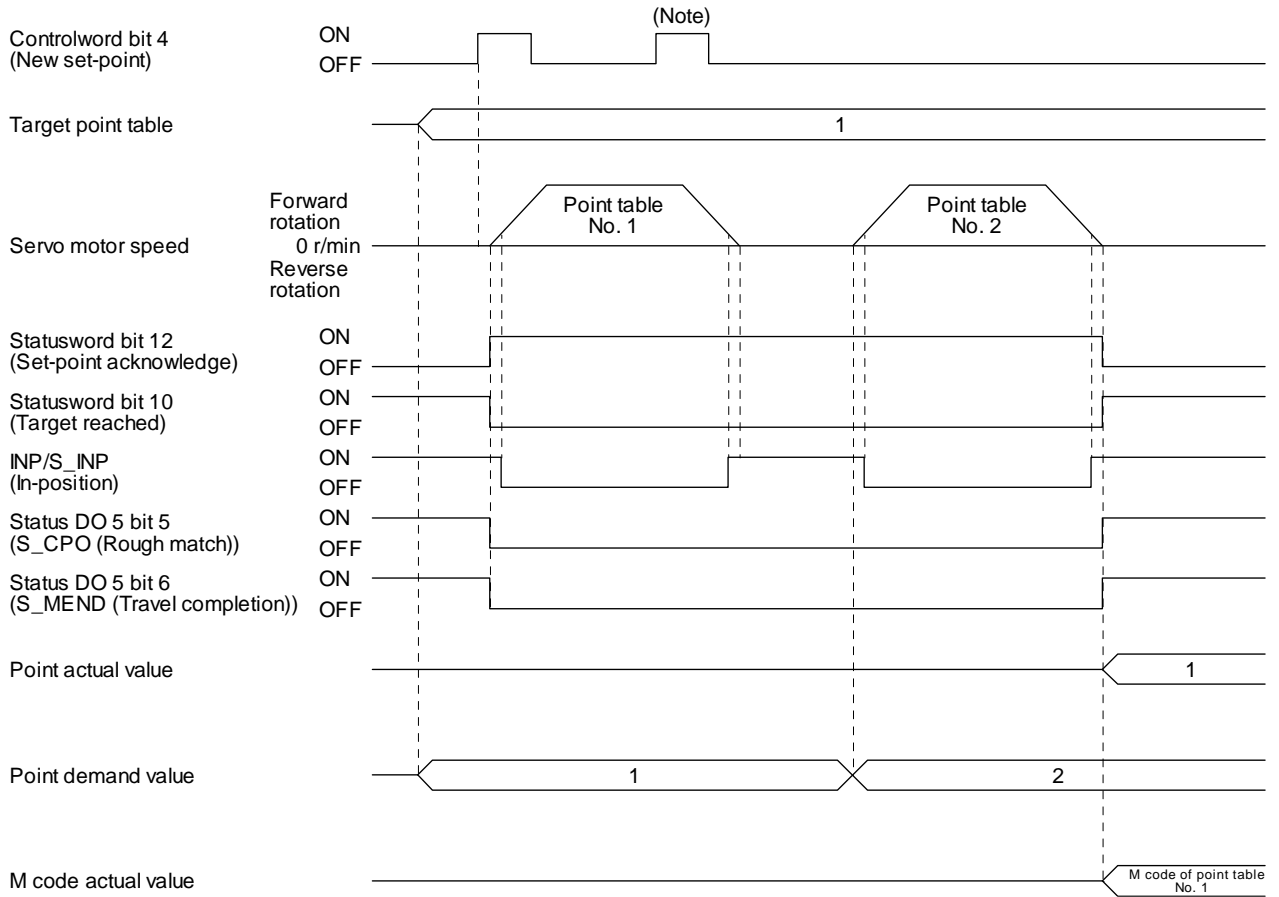 (Note)
Controlword bit 4
(New set-point)
ON
OFF
Target point table
1
Servo motor speed
Forward
rotation
0 r/min
Reverse
rotation
Point table
No. 1
Point table
No. 2
Statusword bit 12
(Set-point acknowledge)
ON
OFF
Statusword bit 10
(Target reached)
ON
OFF
INP/S_INP
(In-position)
ON
OFF
Status DO 5 bit 5
(S_CPO (Rough match))
ON
OFF
Status DO 5 bit 6
(S_MEND (Travel completion))
ON
OFF
Point actual value
1
Point demand value
1
2
M code actual value
M code of point table
No. 1